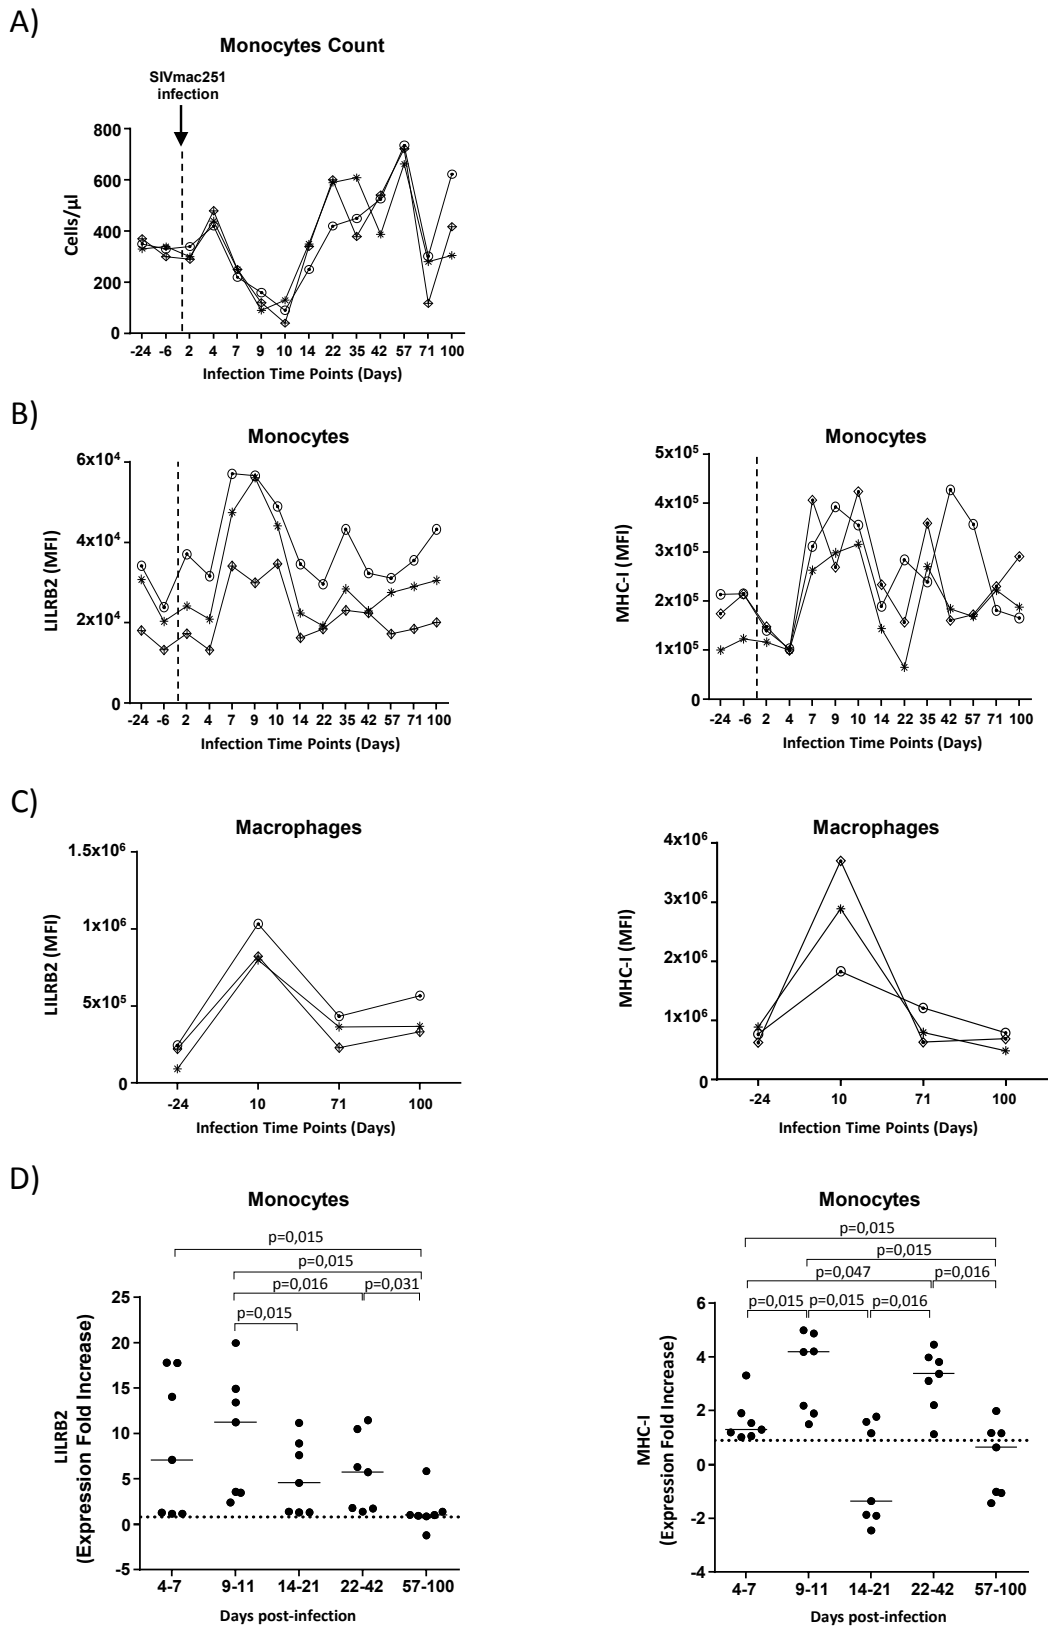 A)
Monocytes Count
SIVmac251
infection
Cells/µl
800
600
400
200
0
-24 -6 2 4 7 9 10 14 22 35 42 57 71 100
Infection Time Points (Days)
B)
Monocytes
LILRB2 (MFI)
6x10⁴
4x10⁴
2x10⁴
0
-24 -6 2 4 7 9 10 14 22 35 42 57 71 100
Infection Time Points (Days)
Monocytes
MHC-I (MFI)
5x10⁵
4x10⁵
3x10⁵
2x10⁵
1x10⁵
0
-24 -6 2 4 7 9 10 14 22 35 42 57 71 100
Infection Time Points (Days)
C)
Macrophages
LILRB2 (MFI)
1.5x10⁶
1x10⁶
5x10⁵
0
-24 10 71 100
Infection Time Points (Days)
Macrophages
MHC-I (MFI)
4x10⁶
3x10⁶
2x10⁶
1x10⁶
0
-24 10 71 100
Infection Time Points (Days)
D)
Monocytes
p=0,015
p=0,015
p=0,016 p=0,031
p=0,015
LILRB2
(Expression Fold Increase)
25
20
15
10
5
0
-5
4-7 9-11 14-21 22-42 57-100
Days post-infection
Monocytes
p=0,015
p=0,015
p=0,047 p=0,016
p=0,015 p=0,015 p=0,016
MHC-I
(Expression Fold Increase)
6
4
2
0
-2
-4
4-7 9-11 14-21 22-42 57-100
Days post-infection